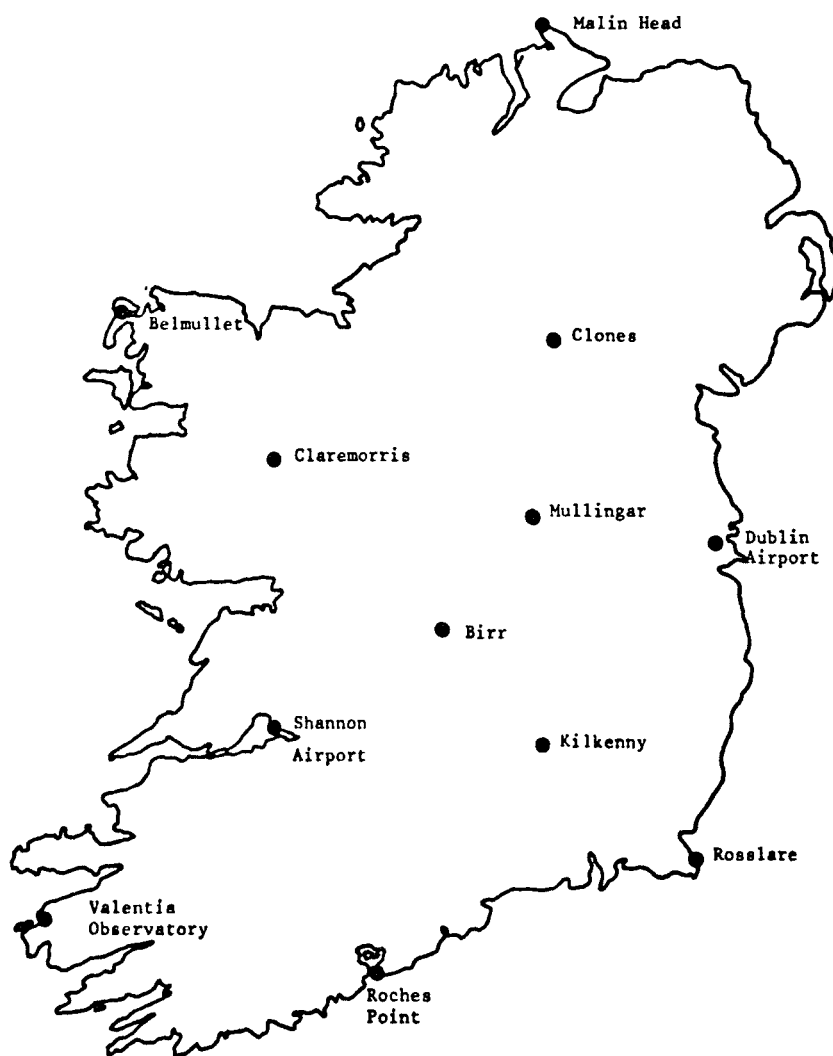 Malin Head
Belmullet
Clones
Claremorris
Mullingar
Dublin
Airport
Birr
Shannon
Airport
Kilkenny
Rosslare
Valentia
Observatory
Roches
Point